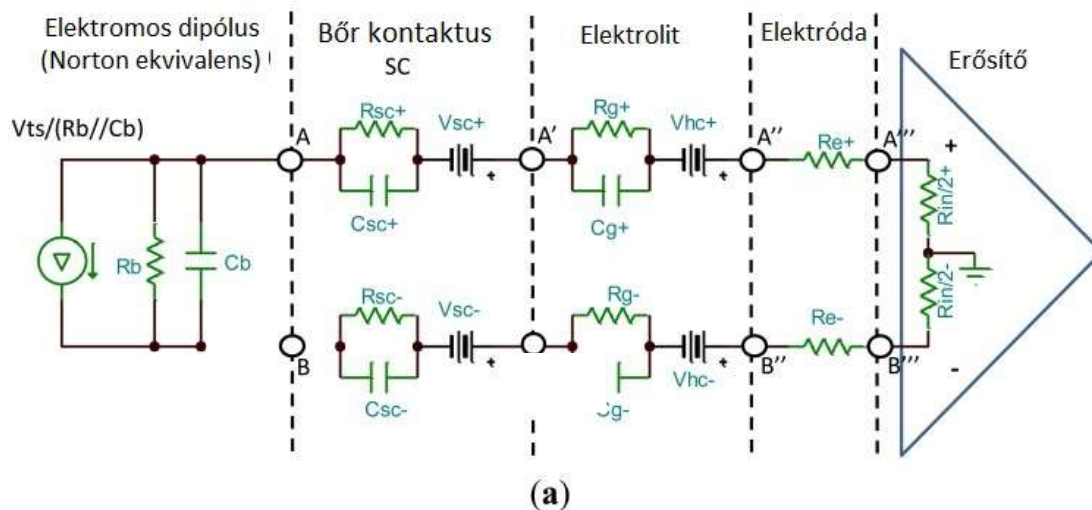 Elektromos dipólus
(Norton ekvivalens)
Bőr kontaktus
SC
Elektrolit
Elektróda
Erősítő
Vts/(Rb//Cb)
Rb
Cb
A
Rsc+
Csc+
Vsc+
A'
Rg+
Cg+
Vhc+
A''
Re+
A'''
+
Rin/2+
B
Rsc-
Csc-
Vsc-
Rg-
Cg-
Vhc-
B''
Re-
B'''
Rin/2-
-
(a)